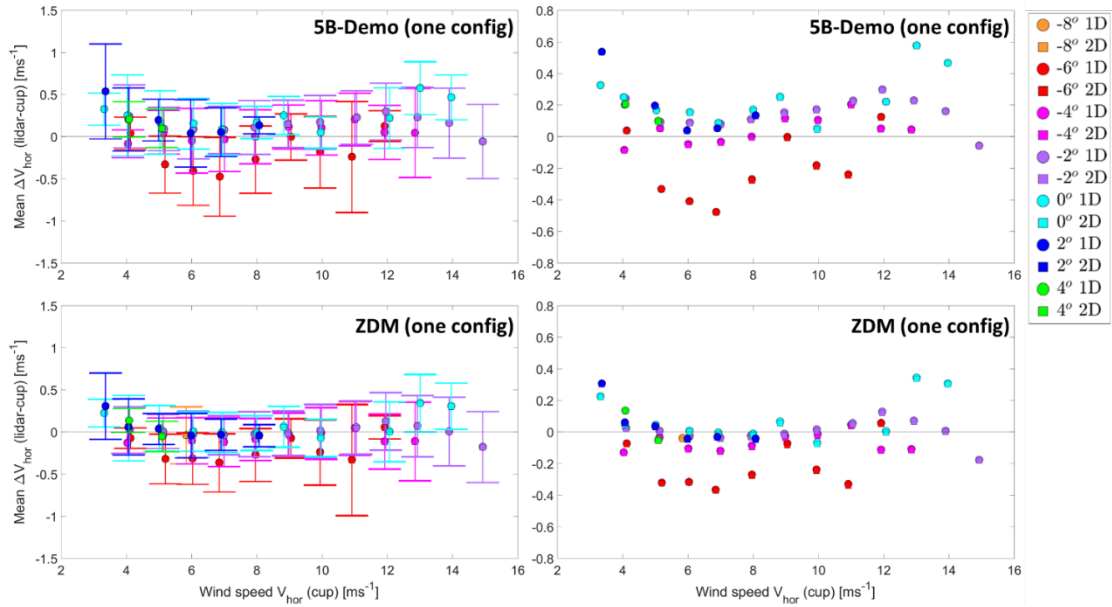 5B-Demo (one config)
Mean ΔV_hor (lidar-cup) [ms⁻¹]
1.5
1
0.5
0
-0.5
-1
-1.5
2 4 6 8 10 12 14 16
5B-Demo (one config)
0.8
0.6
0.4
0.2
0
-0.2
-0.4
-0.6
-0.8
2 4 6 8 10 12 14 16
-8° 1D
-8° 2D
-6° 1D
-6° 2D
-4° 1D
-4° 2D
-2° 1D
-2° 2D
0° 1D
0° 2D
2° 1D
2° 2D
4° 1D
4° 2D
ZDM (one config)
Mean ΔV_hor (lidar-cup) [ms⁻¹]
1.5
1
0.5
0
-0.5
-1
-1.5
2 4 6 8 10 12 14 16
Wind speed V_hor (cup) [ms⁻¹]
ZDM (one config)
0.8
0.6
0.4
0.2
0
-0.2
-0.4
-0.6
-0.8
2 4 6 8 10 12 14 16
Wind speed V_hor (cup) [ms⁻¹]